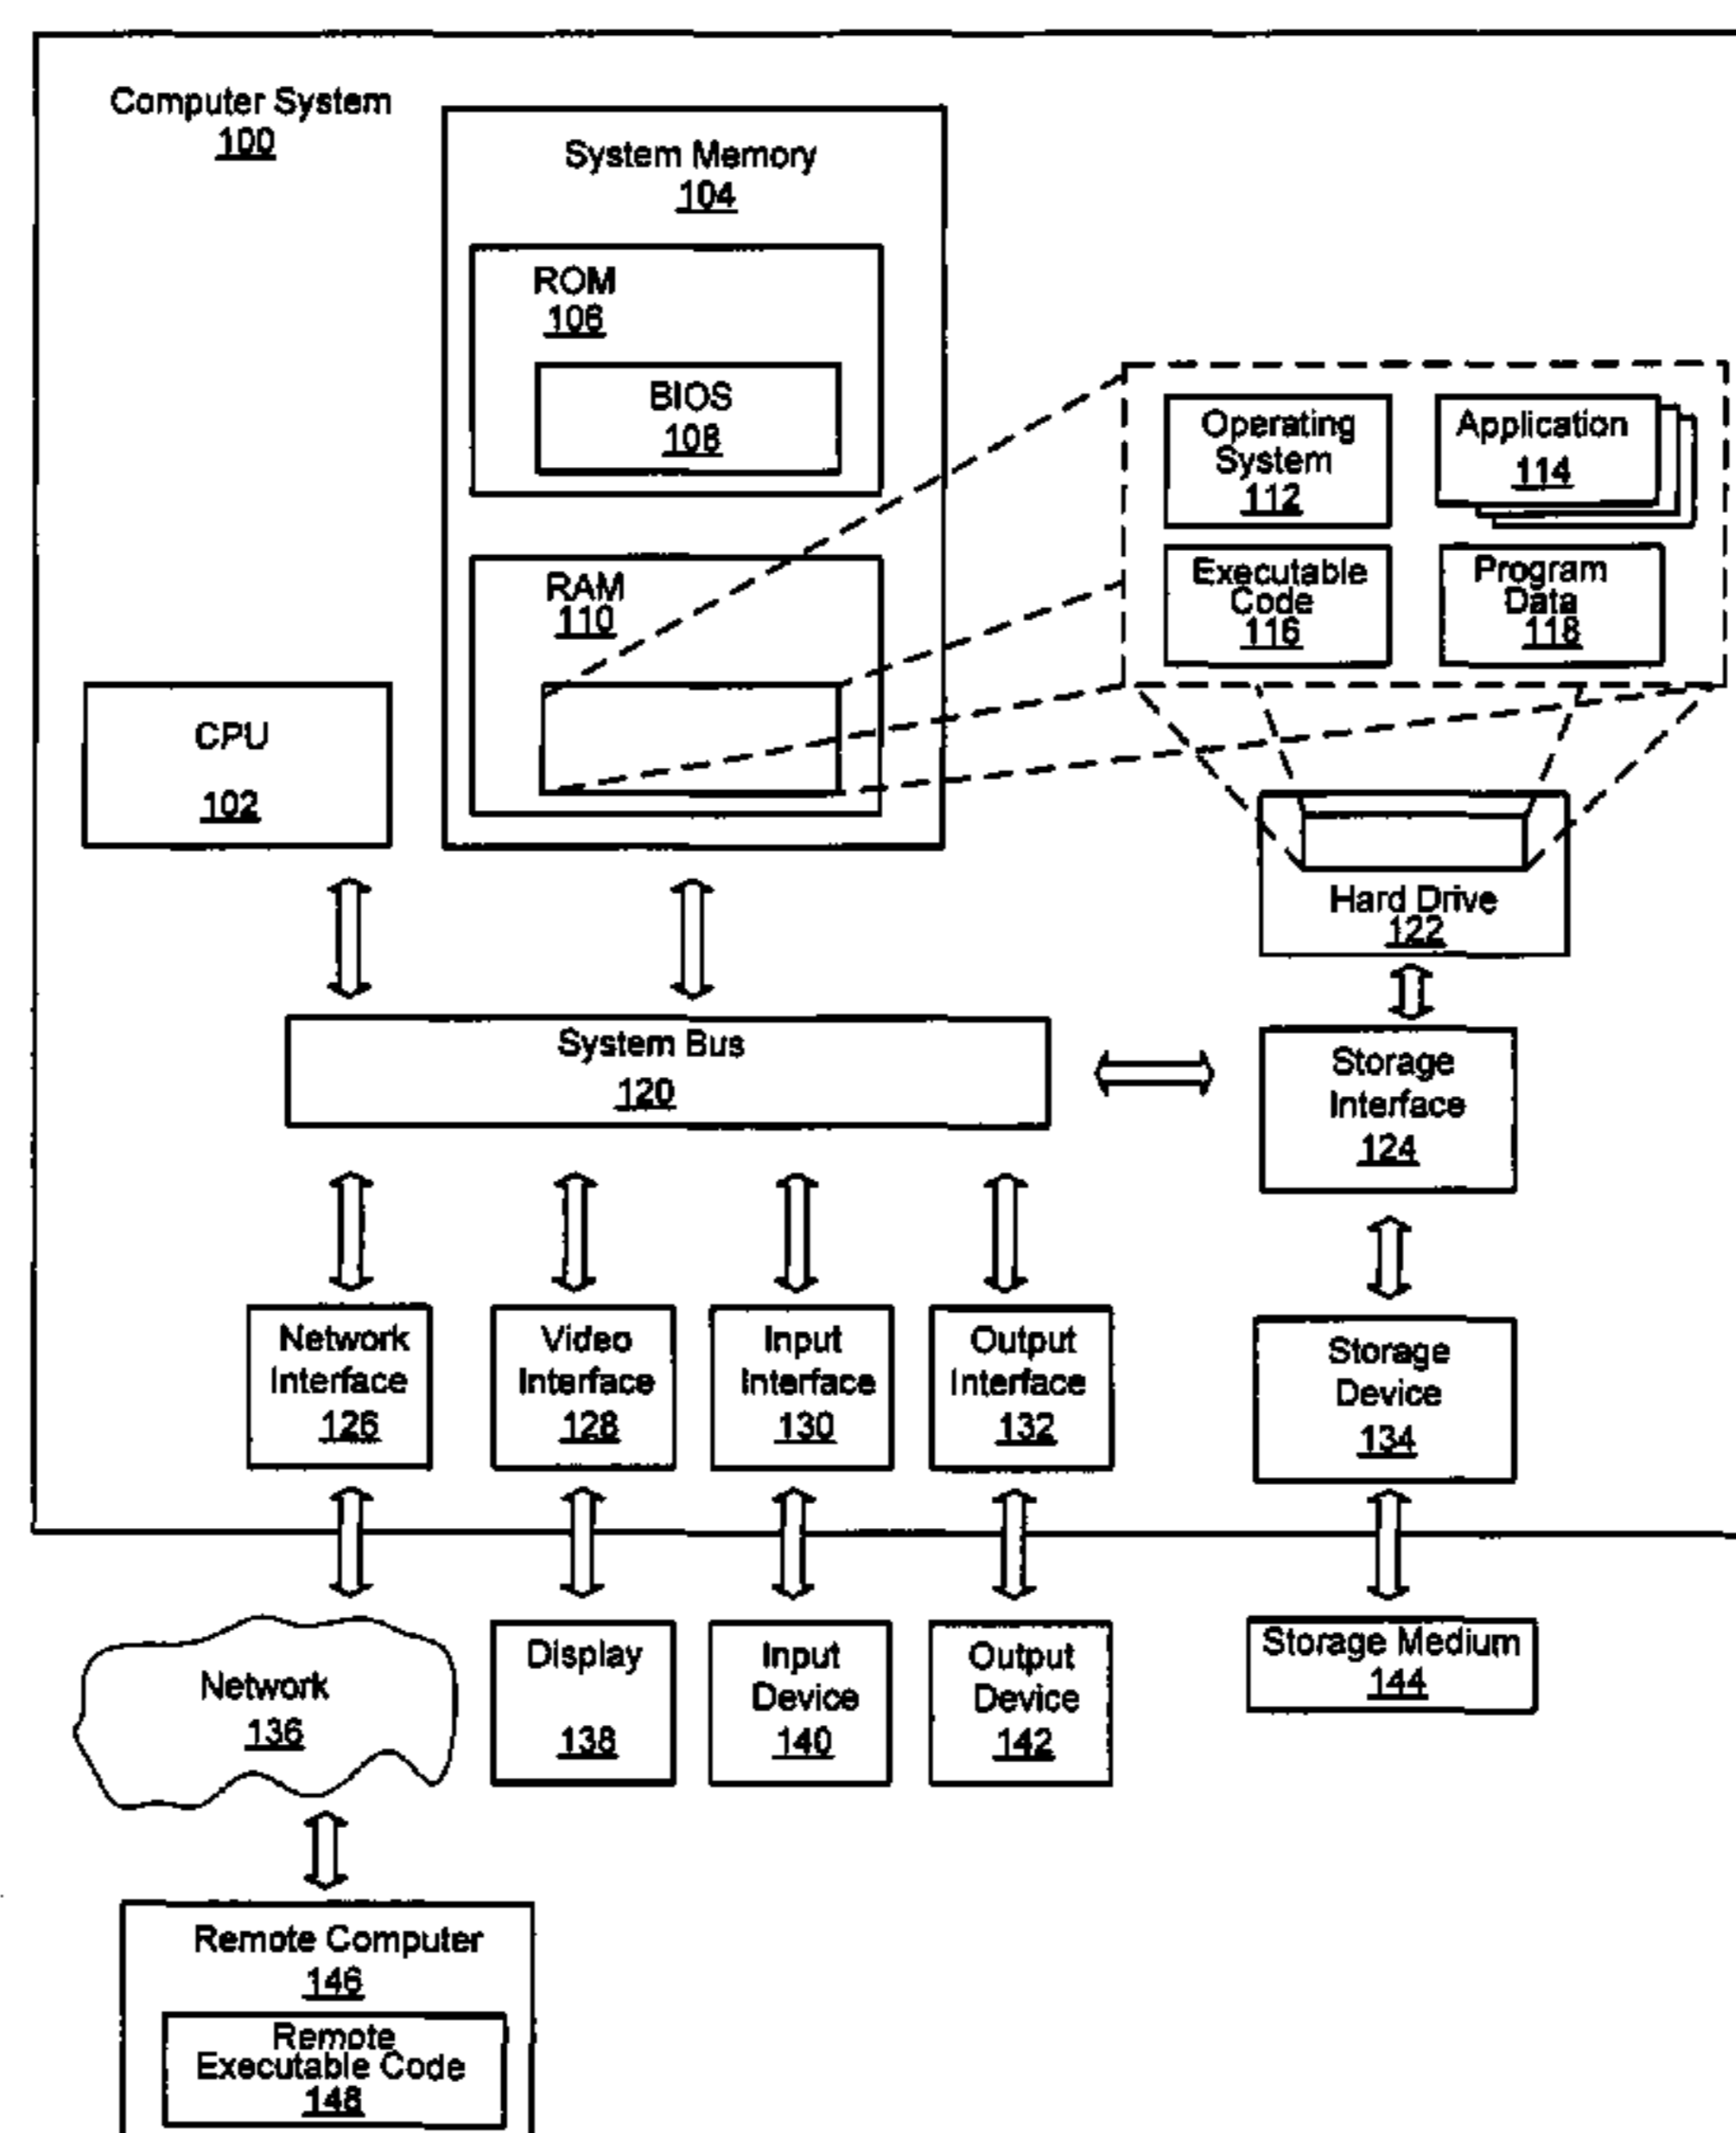 Computer System
100
System Memory
104
ROM
106
BIOS
108
RAM
110
Operating
System
112
Application
114
Executable
Code
116
Program
Data
118
CPU
102
Hard Drive
122
System Bus
120
Storage
Interface
124
Network
Interface
126
Video
Interface
128
Input
Interface
130
Output
Interface
132
Storage
Device
134
Network
136
Display
138
Input
Device
140
Output
Device
142
Storage Medium
144
Remote Computer
146
Remote
Executable Code
148